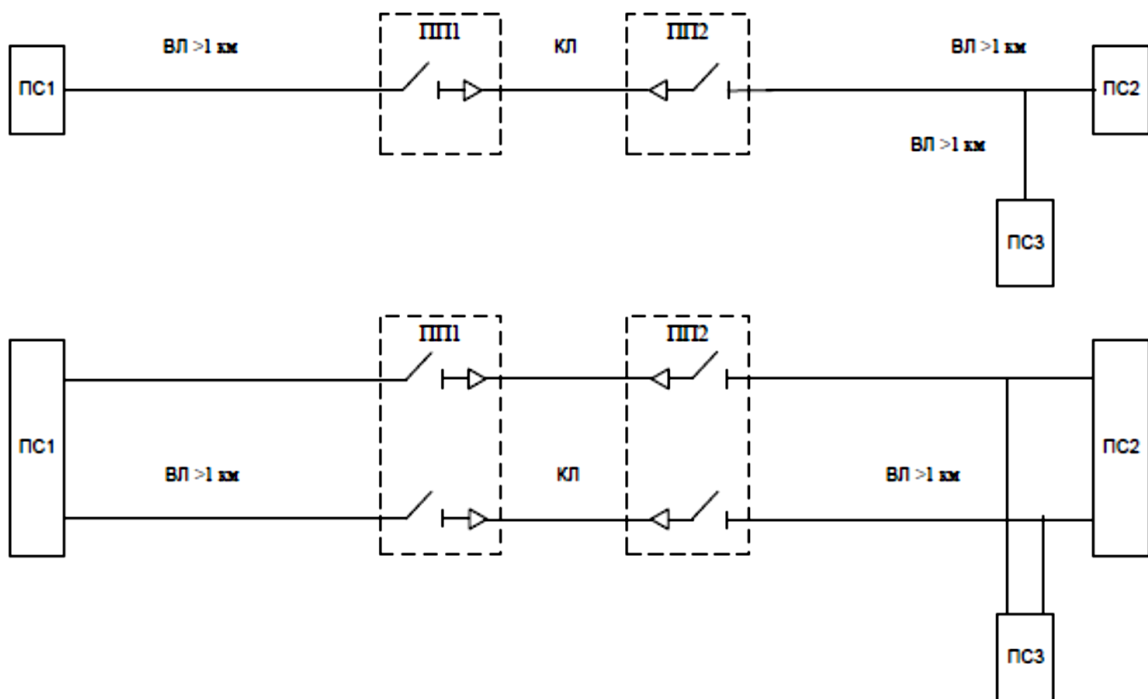 ПП1
ПП2
ВЛ >1 км
КЛ
ВЛ >1 км
ПС1
ПС2
ВЛ >1 км
ПС3
ПП1
ПП2
ПС1
ПС2
ВЛ >1 км
КЛ
ВЛ >1 км
ПС3